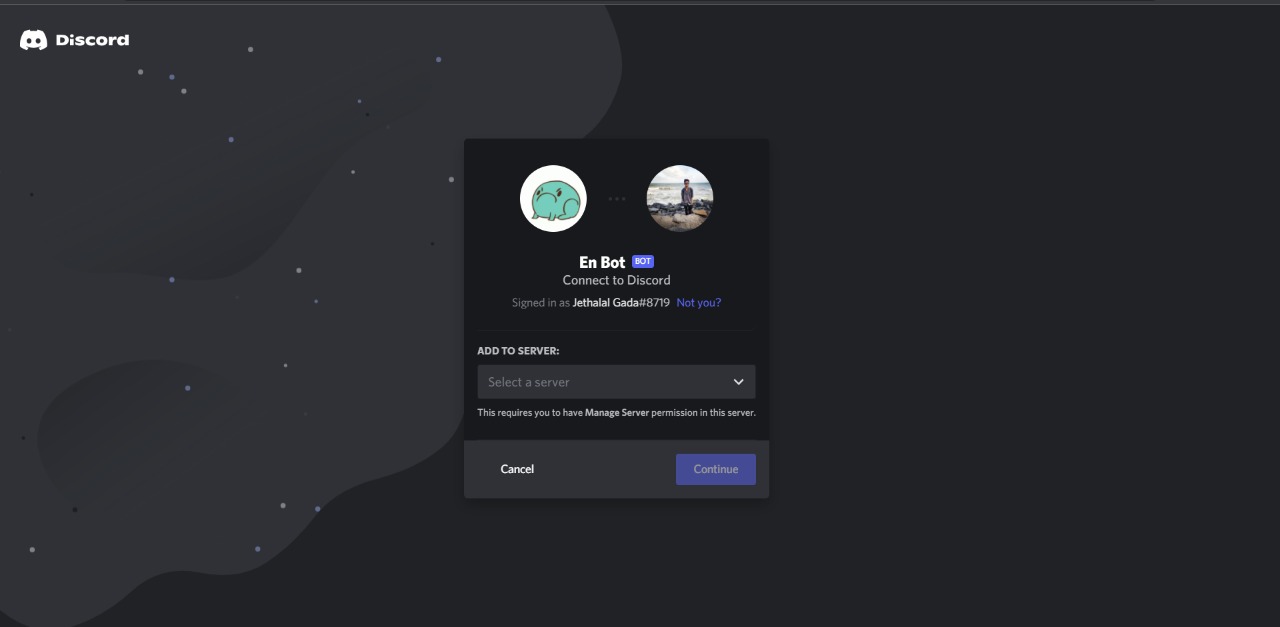 Discord
En Bot BOT
Connect to Discord
Signed in as Jethalal Gada#8719 Not you?
ADD TO SERVER:
Select a server
This requires you to have Manage Server permission in this server.
Cancel
Continue